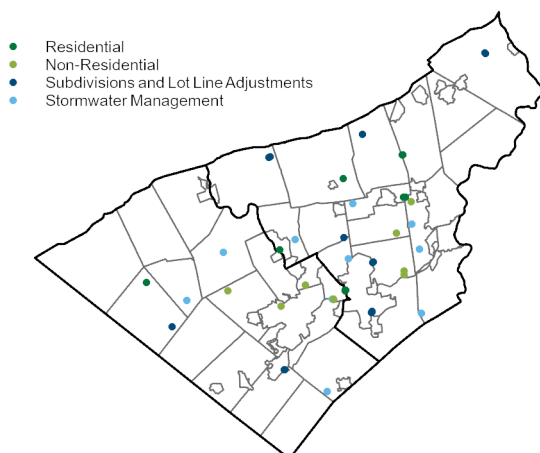 Residential
Non-Residential
Subdivisions and Lot Line Adjustments
Stormwater Management